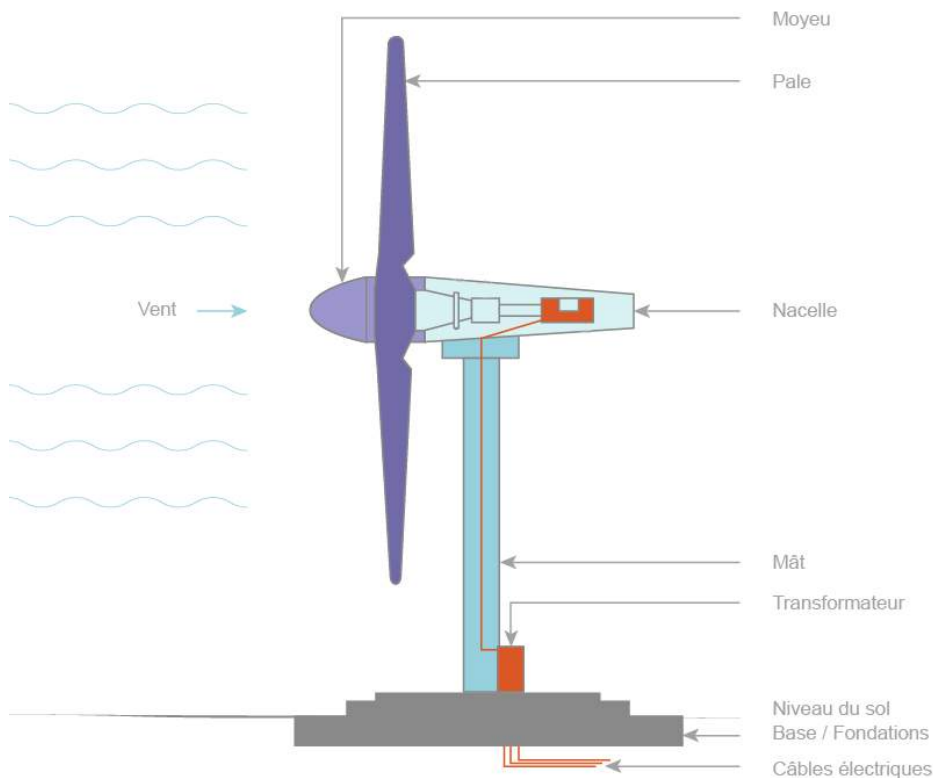 Moyeu
Pale
Vent
Nacelle
Mât
Transformateur
Niveau du sol
Base / Fondations
Câbles électriques